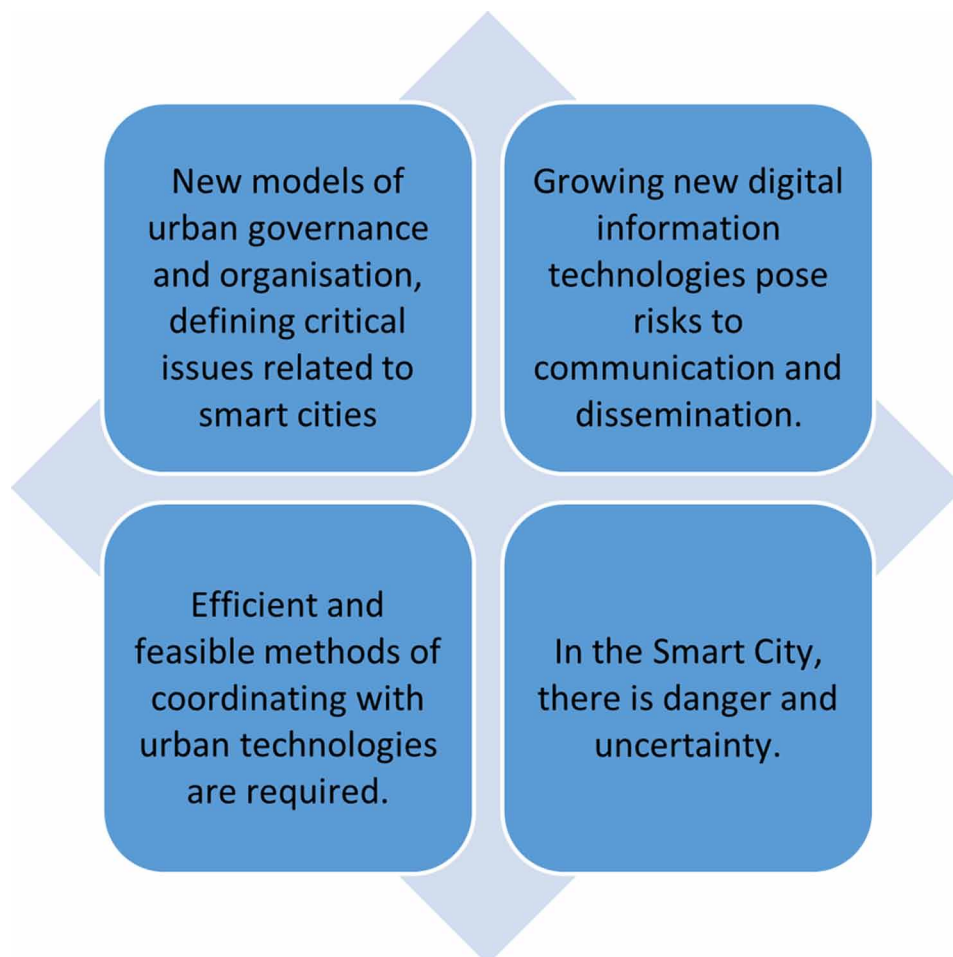 New models of
urban governance
and organisation,
defining critical
issues related to
smart cities
Growing new digital
information
technologies pose
risks to
communication and
dissemination.
Efficient and
feasible methods of
coordinating with
urban technologies
are required.
In the Smart City,
there is danger and
uncertainty.